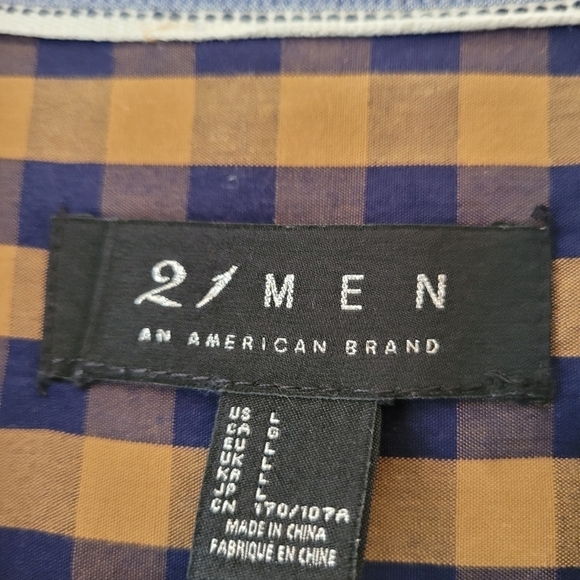 21 MEN
AN AMERICAN BRAND
US L
CA G
EU L
UK L
KR L
JP L
CN 170/107A
MADE IN CHINA
FABRIQUÉ EN CHINE